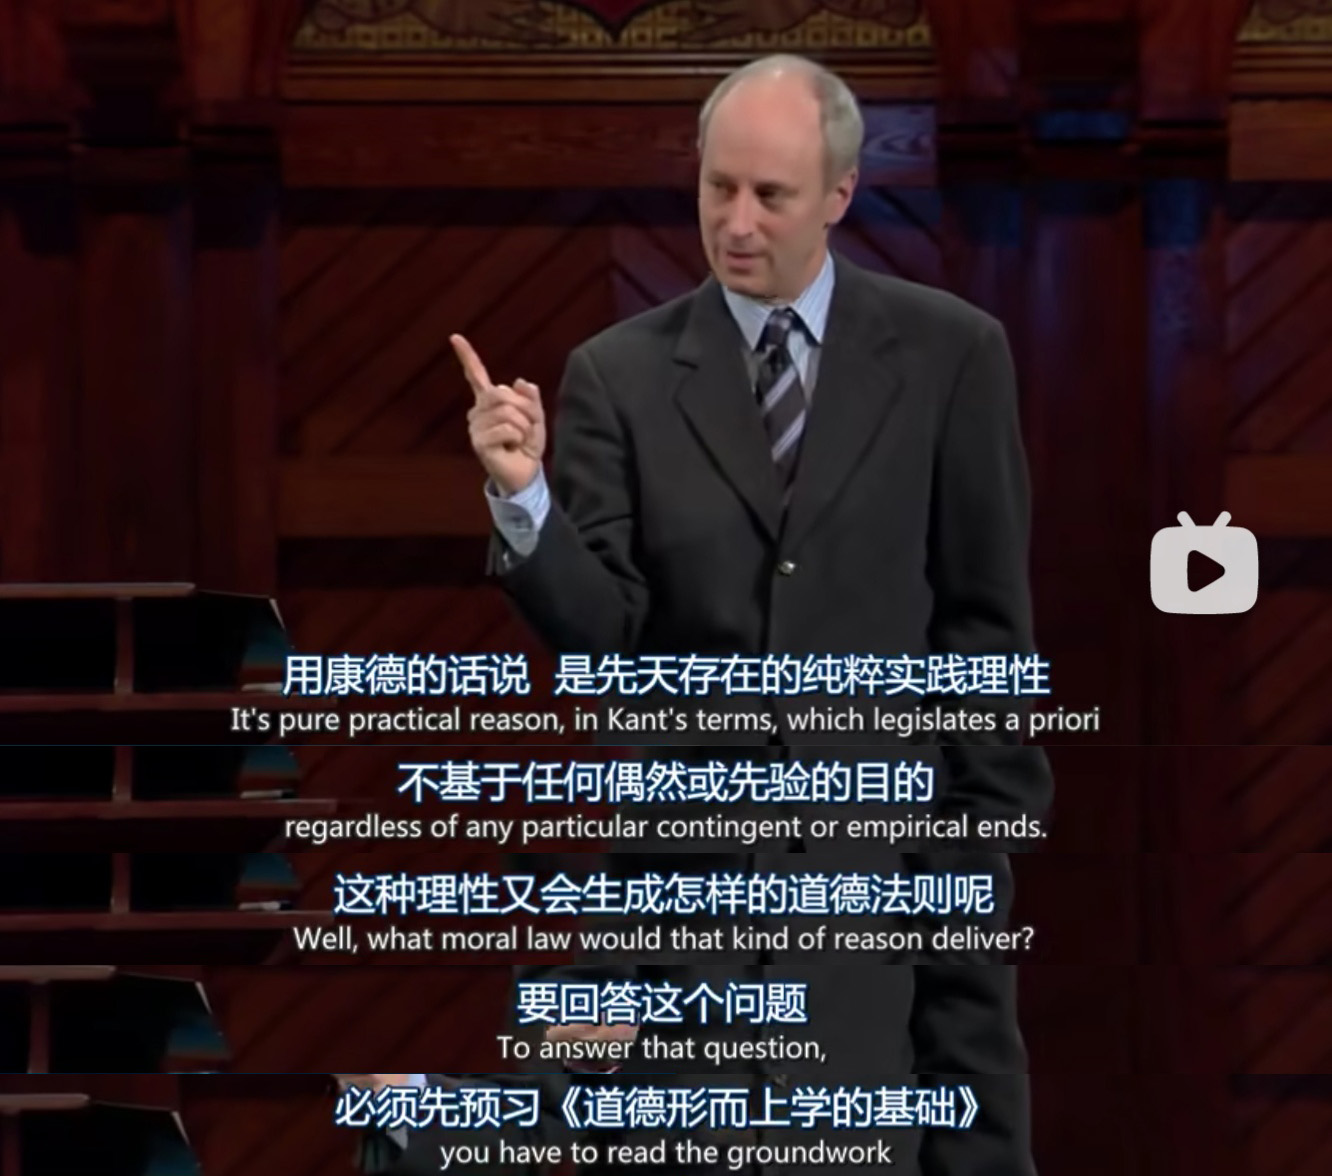 用康德的话说 是先天存在的纯粹实践理性
It's pure practical reason, in Kant's terms, which legislates a priori
不基于任何偶然或先验的目的
regardless of any particular contingent or empirical ends.
这种理性又会生成怎样的道德法则呢
Well, what moral law would that kind of reason deliver?
要回答这个问题
To answer that question,
必须先预习《道德形而上学的基础》
you have to read the groundwork